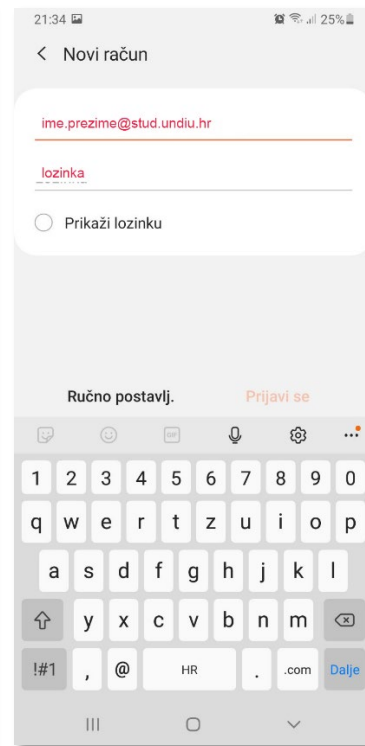 21:34 25%
Novi račun
ime.prezime@stud.undiu.hr
lozinka
Prikaži lozinku
Ručno postavlj. Prijavi se
GIF
1 2 3 4 5 6 7 8 9 0
q w e r t z u i o p
a s d f g h j k l
y x c v b n m
!#1 , @ HR . .com Dalje